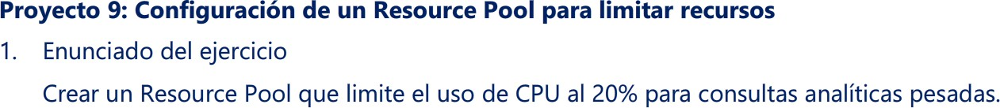 Proyecto 9: Configuración de un Resource Pool para limitar recursos
1. Enunciado del ejercicio
Crear un Resource Pool que limite el uso de CPU al 20% para consultas analíticas pesadas.